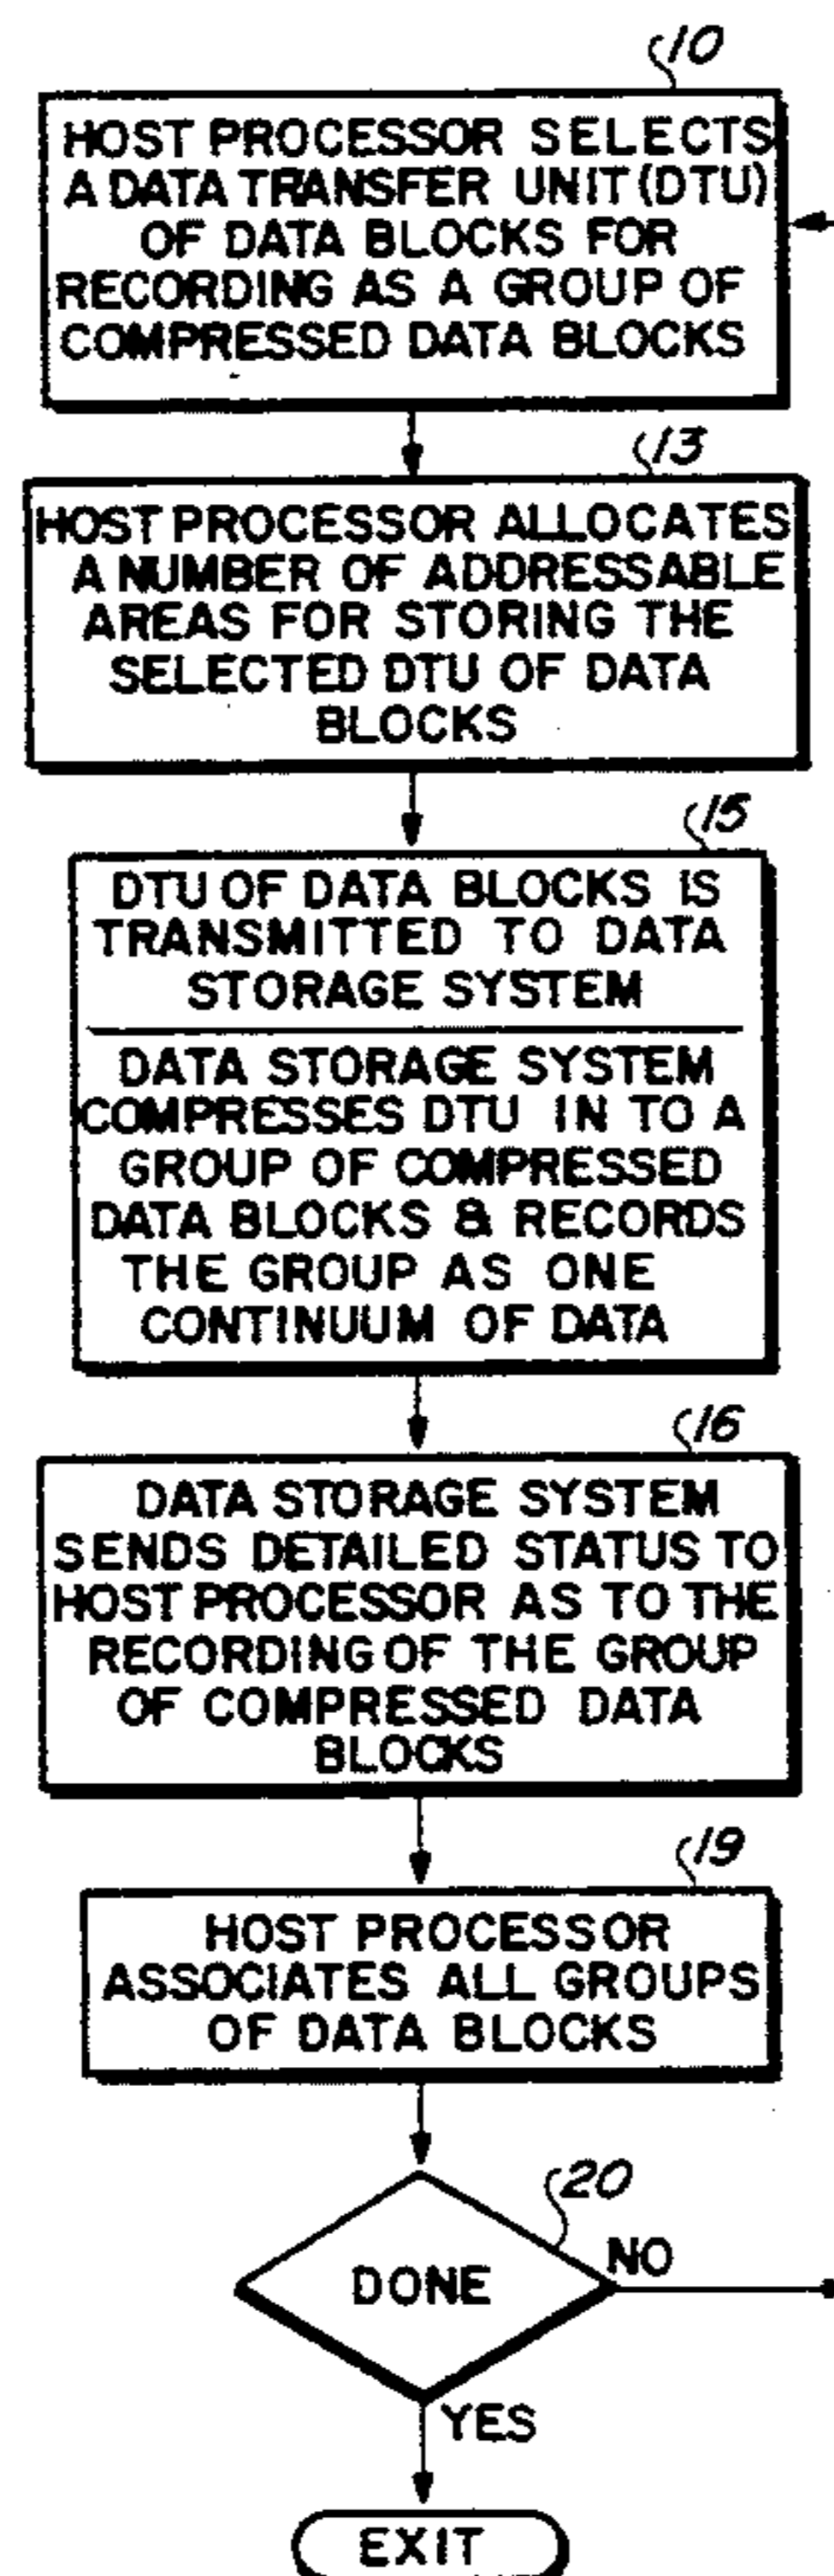 10
HOST PROCESSOR SELECTS
A DATA TRANSFER UNIT (DTU)
OF DATA BLOCKS FOR
RECORDING AS A GROUP OF
COMPRESSED DATA BLOCKS
13
HOST PROCESSOR ALLOCATES
A NUMBER OF ADDRESSABLE
AREAS FOR STORING THE
SELECTED DTU OF DATA
BLOCKS
15
DTU OF DATA BLOCKS IS
TRANSMITTED TO DATA
STORAGE SYSTEM
DATA STORAGE SYSTEM
COMPRESSES DTU IN TO A
GROUP OF COMPRESSED
DATA BLOCKS & RECORDS
THE GROUP AS ONE
CONTINUUM OF DATA
16
DATA STORAGE SYSTEM
SENDS DETAILED STATUS TO
HOST PROCESSOR AS TO THE
RECORDING OF THE GROUP
OF COMPRESSED DATA
BLOCKS
19
HOST PROCESSOR
ASSOCIATES ALL GROUPS
OF DATA BLOCKS
20
DONE
NO
YES
EXIT